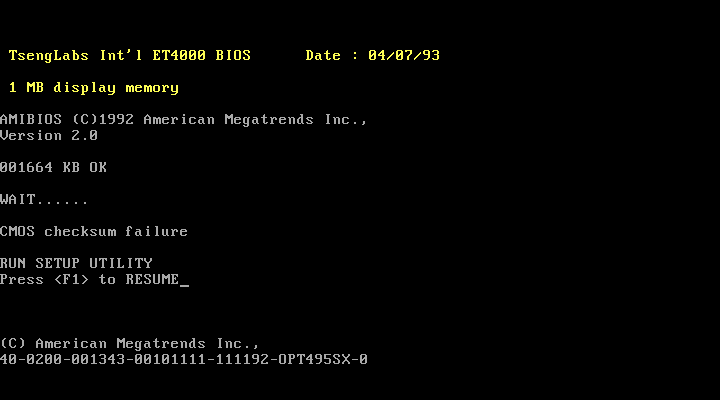 TsengLabs Int'l ET4000 BIOS Date : 04/07/93
1 MB display memory
AMIBIOS (C)1992 American Megatrends Inc.,
Version 2.0
001664 KB OK
WAIT......
CMOS checksum failure
RUN SETUP UTILITY
Press <F1> to RESUME_
(C) American Megatrends Inc.,
40-0200-001343-00101111-111192-OPT495SX-0